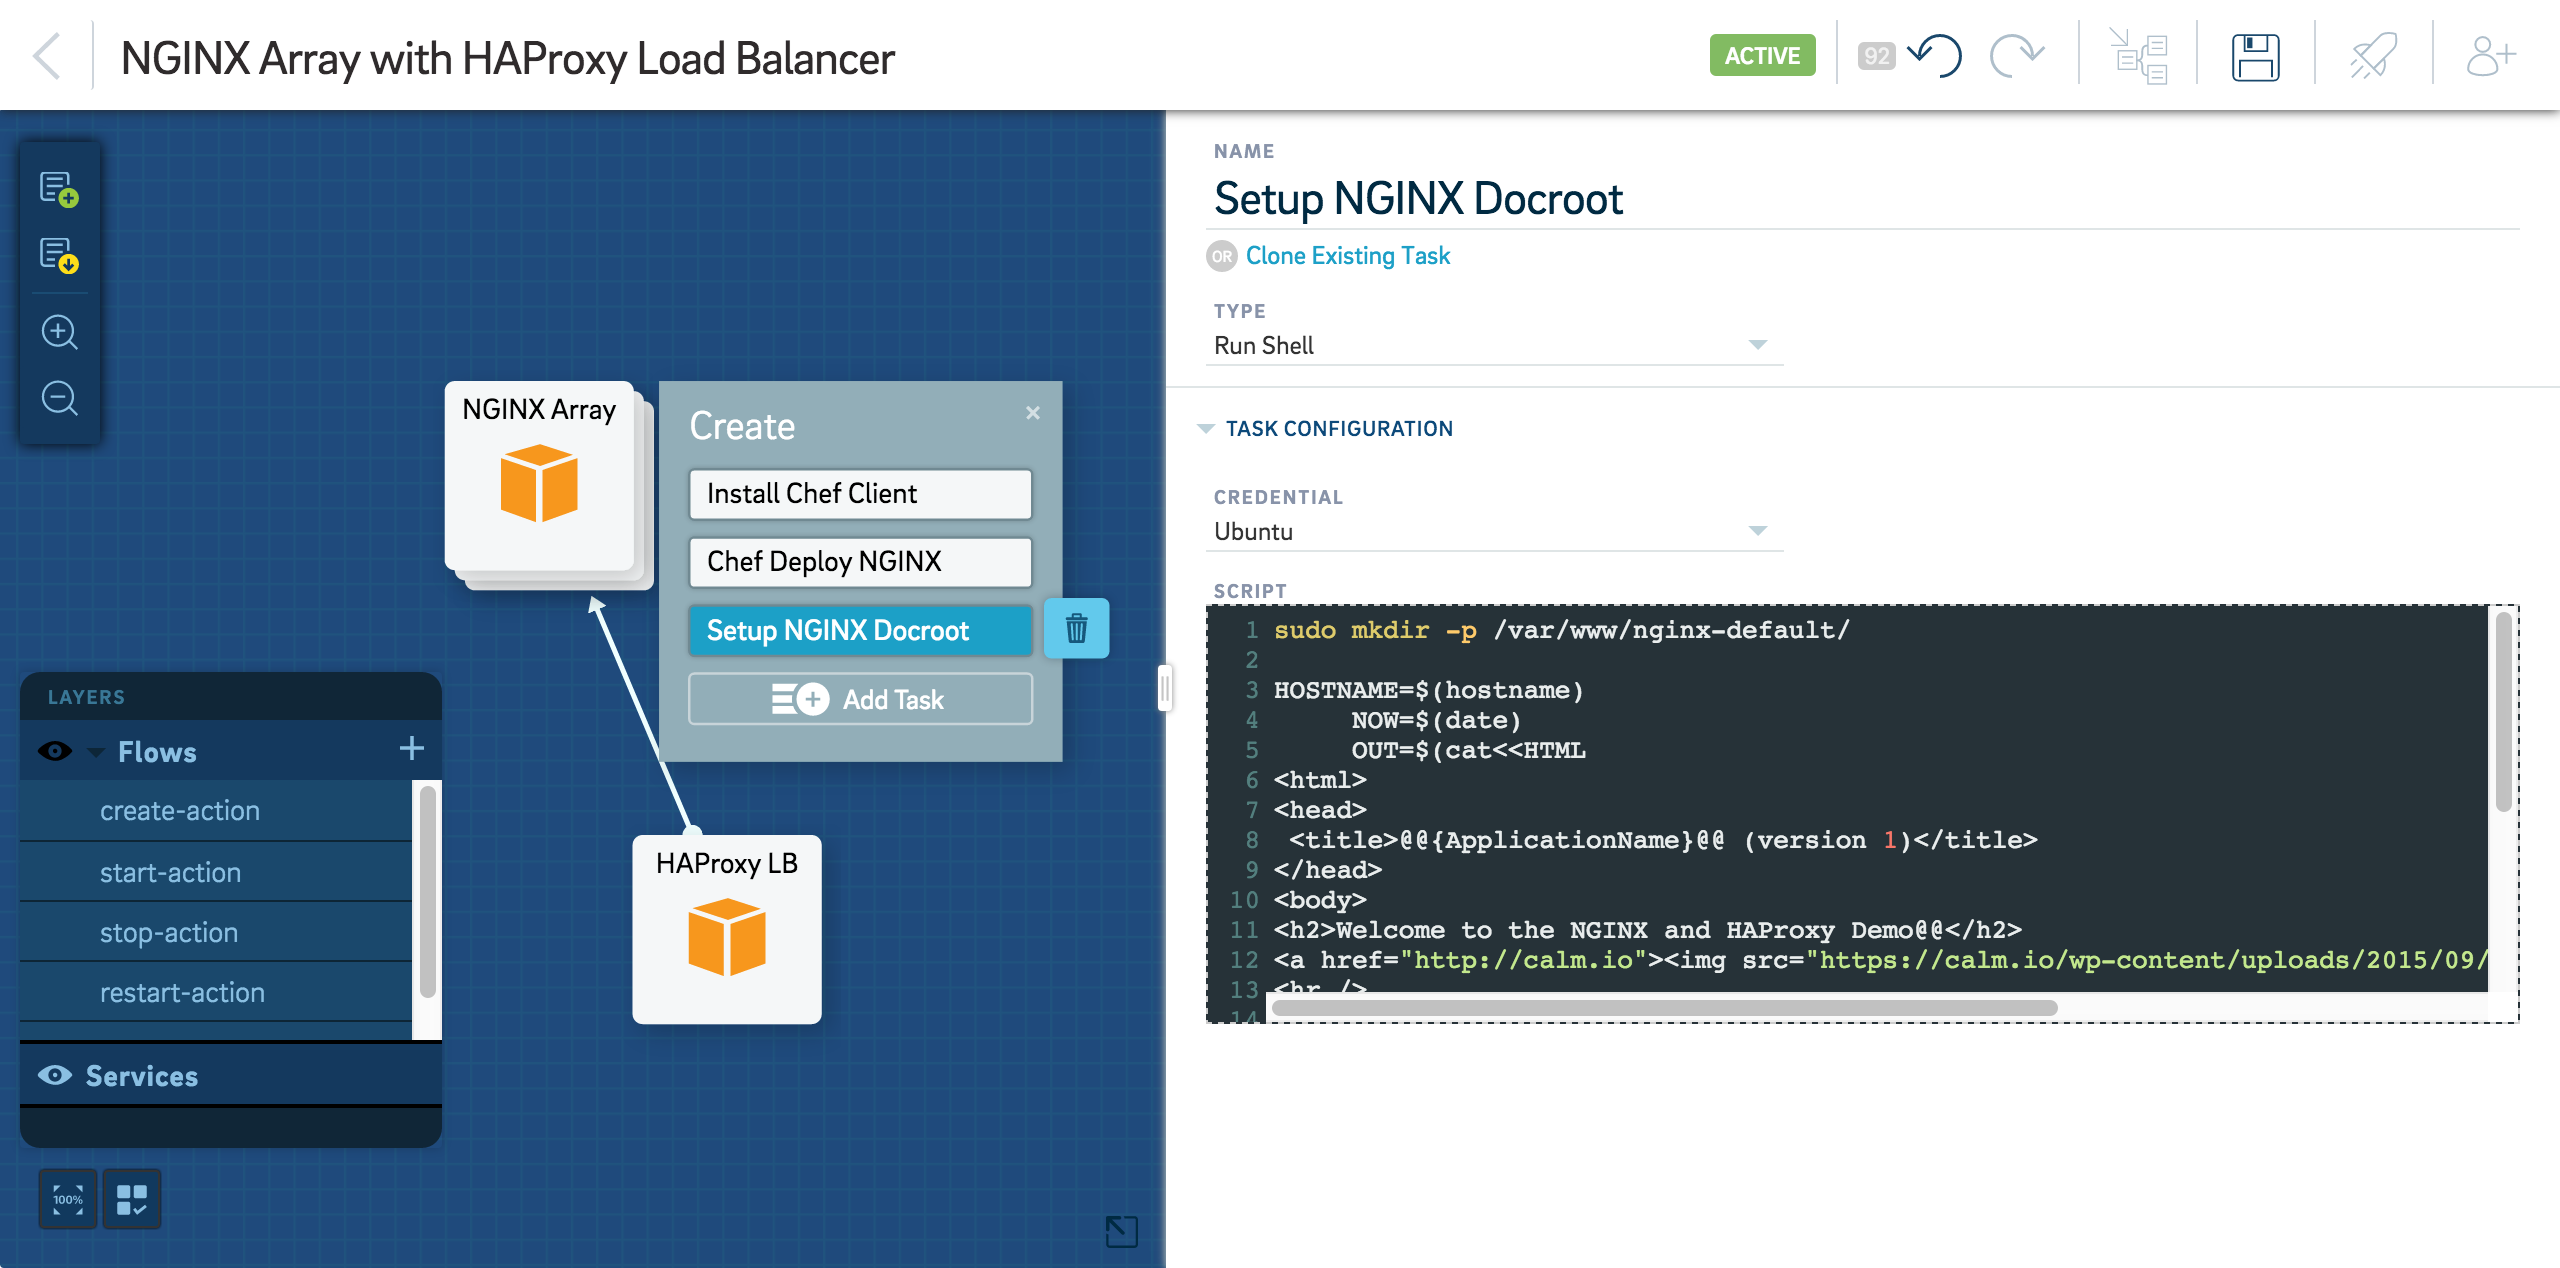 NGINX Array with HAProxy Load Balancer
ACTIVE
92
NGINX Array
Create
×
Install Chef Client
Chef Deploy NGINX
Setup NGINX Docroot
Add Task
HAProxy LB
LAYERS
Flows
create-action
start-action
stop-action
restart-action
Services
100%
NAME
Setup NGINX Docroot
OR Clone Existing Task
TYPE
Run Shell
TASK CONFIGURATION
CREDENTIAL
Ubuntu
SCRIPT
1 sudo mkdir -p /var/www/nginx-default/
2
3 HOSTNAME=$(hostname)
4 NOW=$(date)
5 OUT=$(cat<<HTML
6 <html>
7 <head>
8 <title>@@{ApplicationName}@@ (version 1)</title>
9 </head>
10 <body>
11 <h2>Welcome to the NGINX and HAProxy Demo@@</h2>
12 <a href="http://calm.io"><img src="https://calm.io/wp-content/uploads/2015/09/
13 <hr />
14